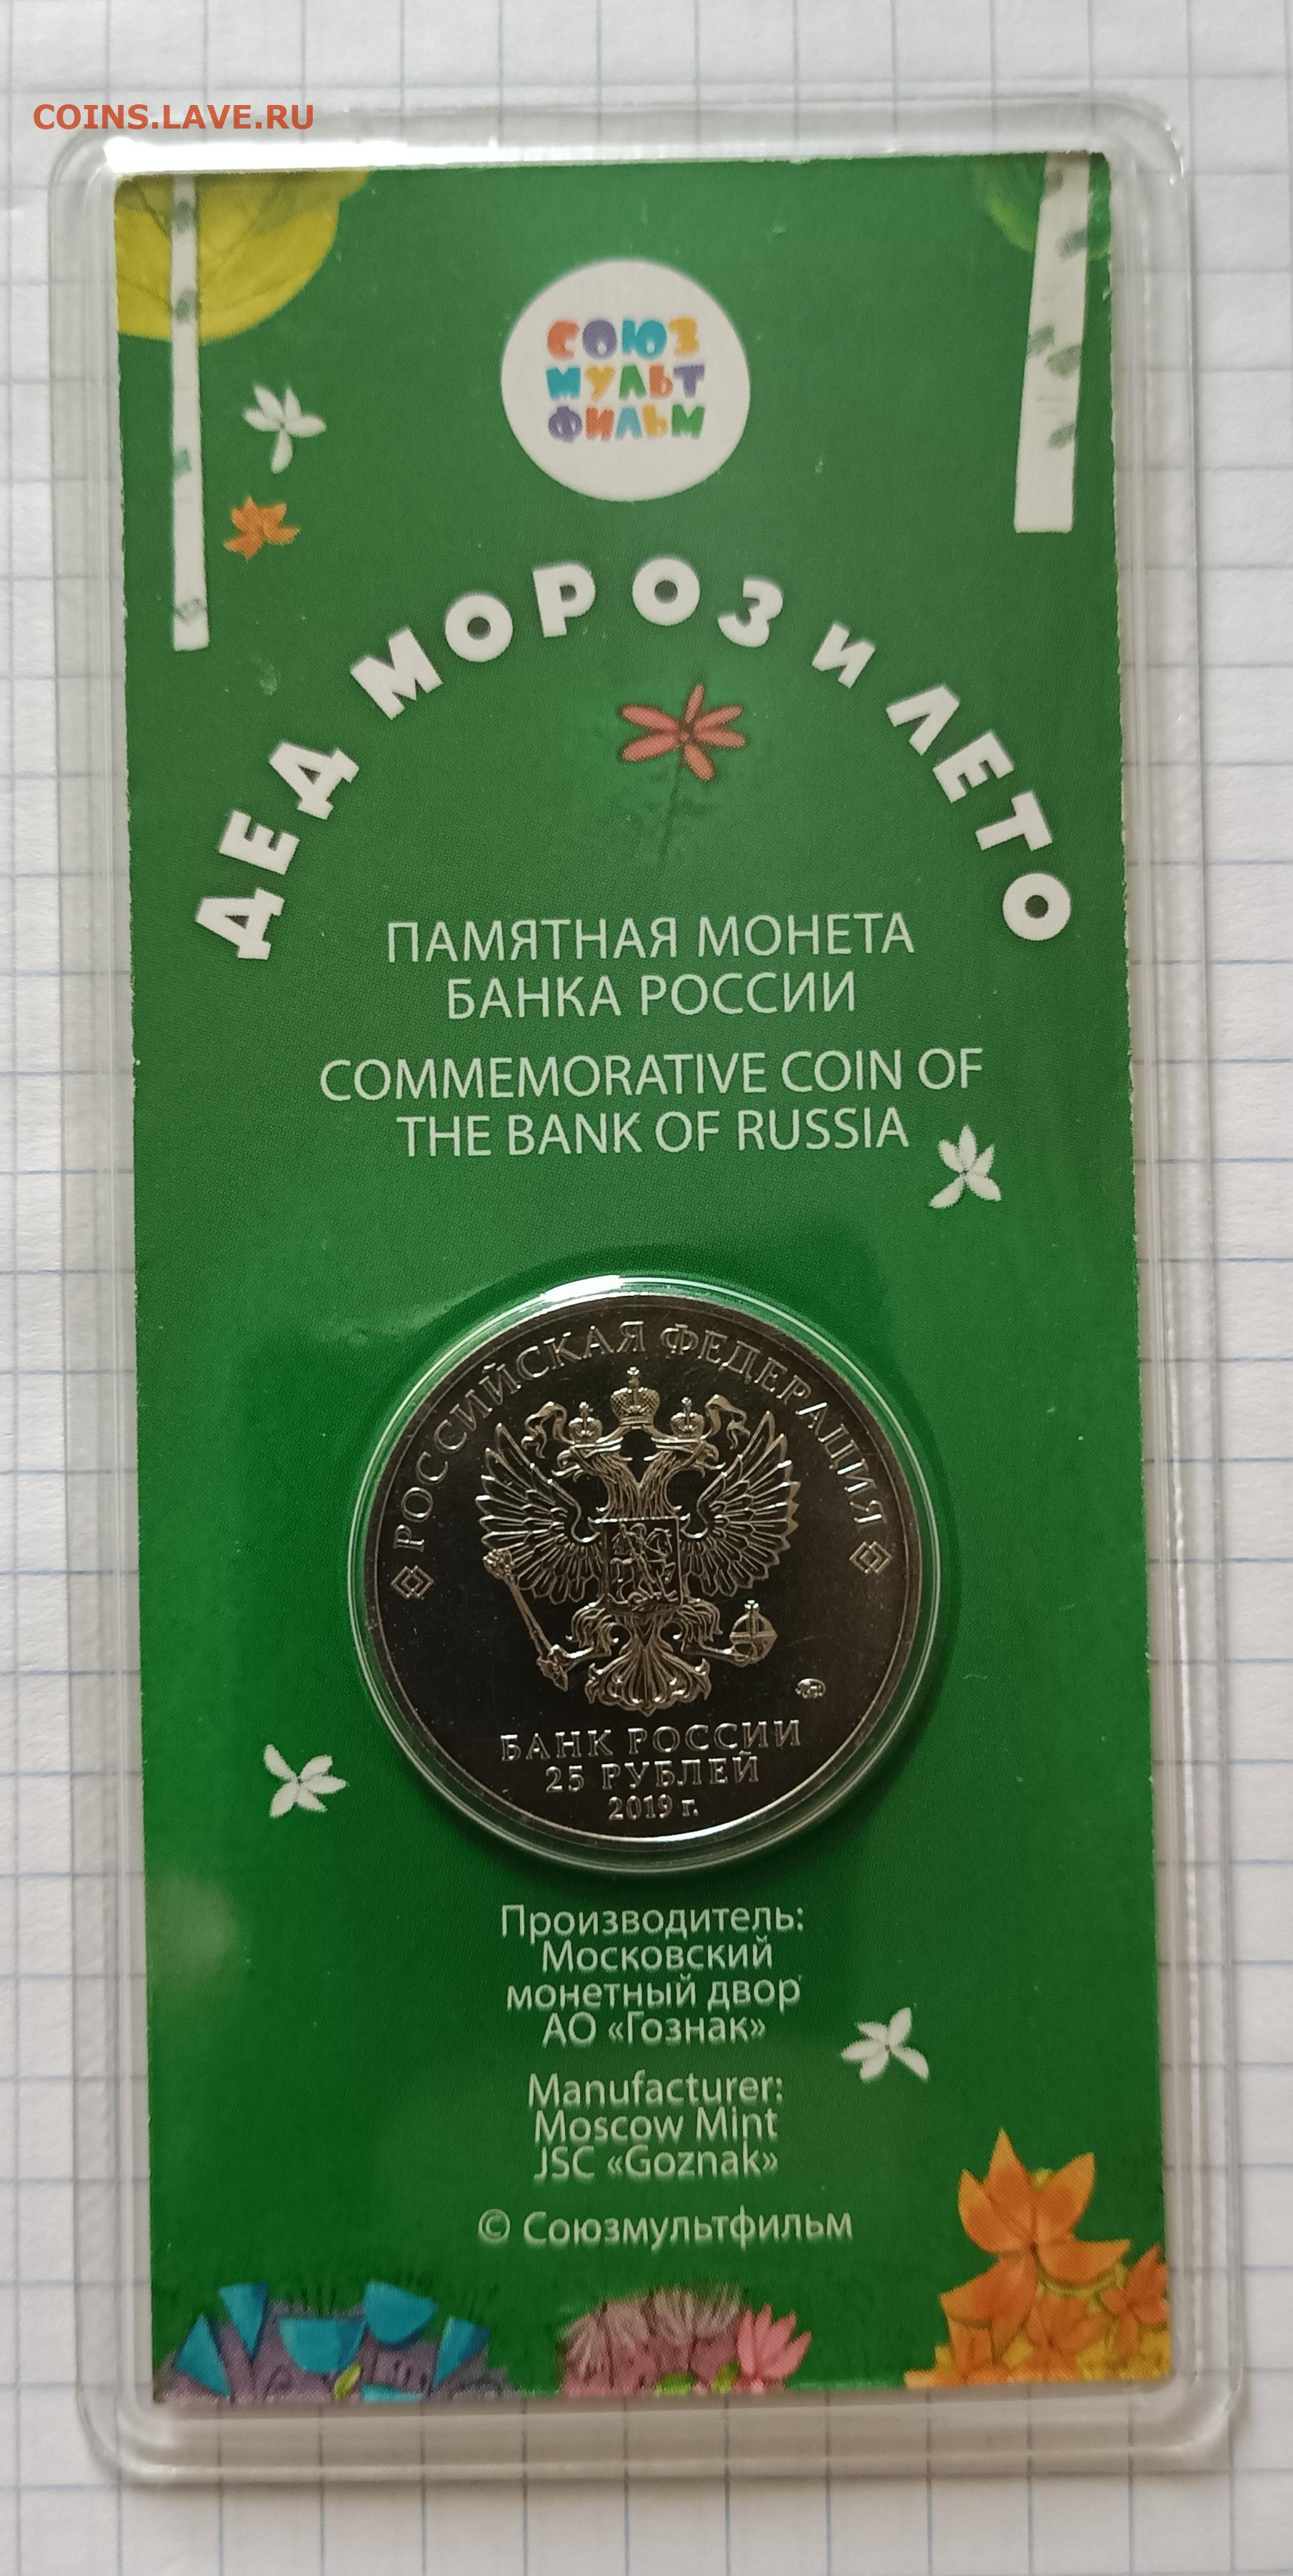 COINS.LAVE.RU
СОЮЗ
МУЛЬТ
ФИЛЬМ
ДЕД МОРОЗ И ЛЕТО
ПАМЯТНАЯ МОНЕТА
БАНКА РОССИИ
COMMEMORATIVE COIN OF
THE BANK OF RUSSIA
РОССИЙСКАЯ ФЕДЕРАЦИЯ
БАНК РОССИИ
25 РУБЛЕЙ
2019 г.
Производитель:
Московский
монетный двор
АО «Гознак»
Manufacturer:
Moscow Mint
JSC «Goznak»
© Союзмультфильм